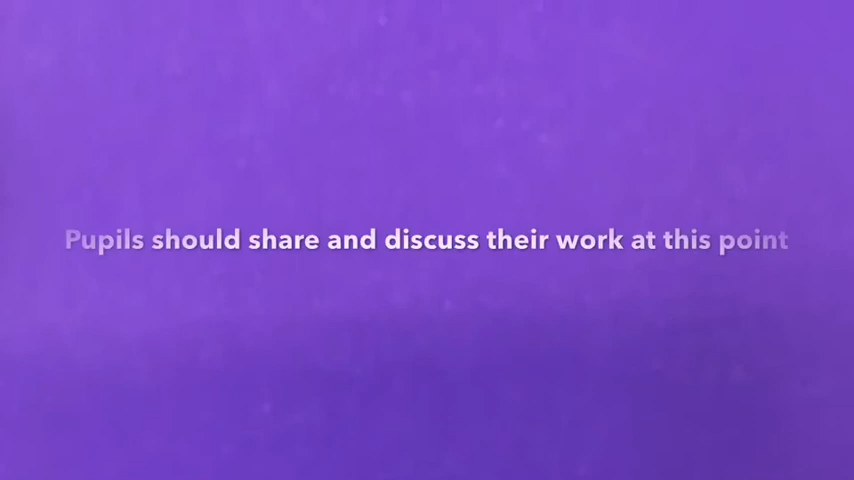 Pupils should share and discuss their work at this point